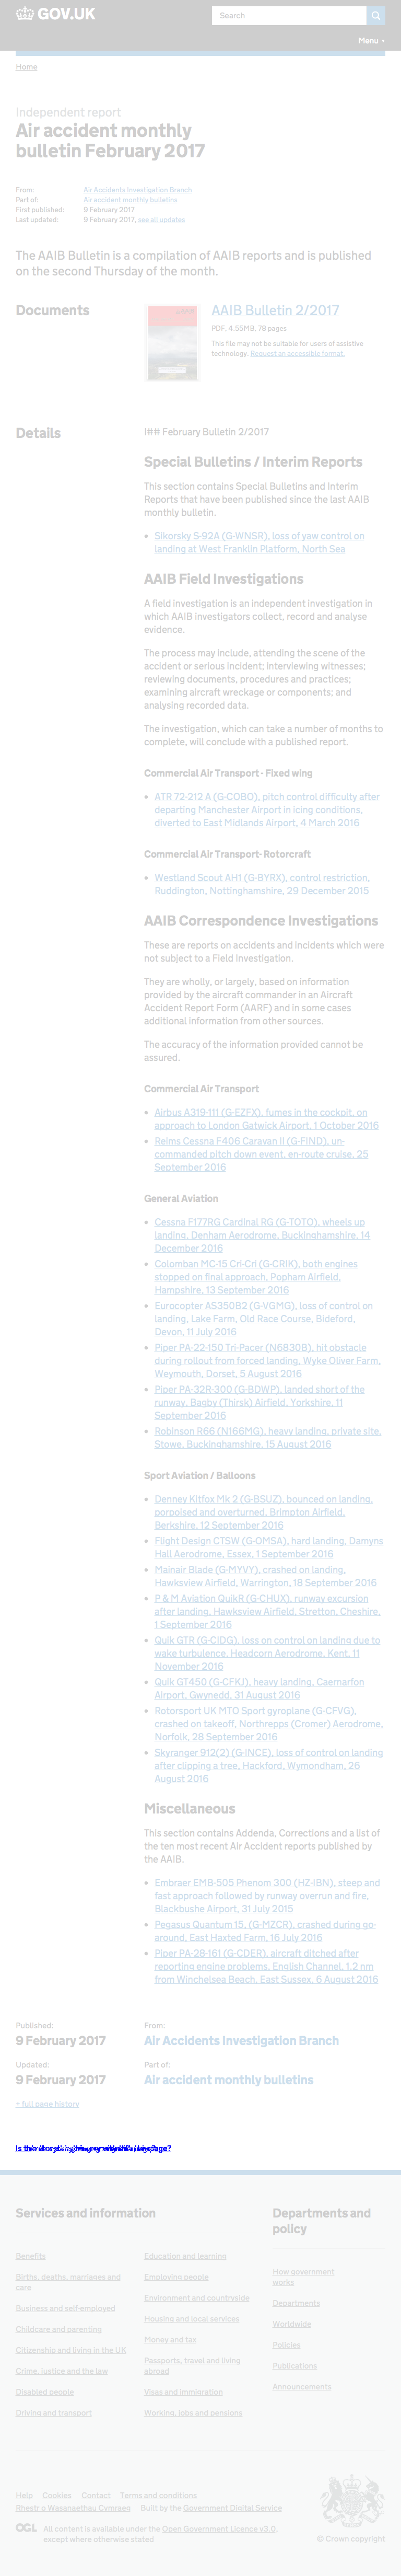 GOV.UK
Search
Menu
Home
Independent report
Air accident monthly
bulletin February 2017
From: Air Accidents Investigation Branch
Part of: Air accident monthly bulletins
First published: 9 February 2017
Last updated: 9 February 2017, see all updates
The AAIB Bulletin is a compilation of AAIB reports and is published
on the second Thursday of the month.
Documents
AAIB Bulletin 2/2017
PDF, 4.55MB, 78 pages
This file may not be suitable for users of assistive
technology. Request an accessible format.
Details
l## February Bulletin 2/2017
Special Bulletins / Interim Reports
This section contains Special Bulletins and Interim
Reports that have been published since the last AAIB
monthly bulletin.
Sikorsky S-92A (G-WNSR), loss of yaw control on
landing at West Franklin Platform, North Sea
AAIB Field Investigations
A field investigation is an independent investigation in
which AAIB investigators collect, record and analyse
evidence.
The process may include, attending the scene of the
accident or serious incident; interviewing witnesses;
reviewing documents, procedures and practices;
examining aircraft wreckage or components; and
analysing recorded data.
The investigation, which can take a number of months to
complete, will conclude with a published report.
Commercial Air Transport - Fixed wing
ATR 72-212 A (G-COBO), pitch control difficulty after
departing Manchester Airport in icing conditions,
diverted to East Midlands Airport, 4 March 2016
Commercial Air Transport- Rotorcraft
Westland Scout AH1 (G-BYRX), control restriction,
Ruddington, Nottinghamshire, 29 December 2015
AAIB Correspondence Investigations
These are reports on accidents and incidents which were
not subject to a Field Investigation.
They are wholly, or largely, based on information
provided by the aircraft commander in an Aircraft
Accident Report Form (AARF) and in some cases
additional information from other sources.
The accuracy of the information provided cannot be
assured.
Commercial Air Transport
Airbus A319-111 (G-EZFX), fumes in the cockpit, on
approach to London Gatwick Airport, 1 October 2016
Reims Cessna F406 Caravan II (G-FIND), un-
commanded pitch down event, en-route cruise, 25
September 2016
General Aviation
Cessna F177RG Cardinal RG (G-TOTO), wheels up
landing, Denham Aerodrome, Buckinghamshire, 14
December 2016
Colomban MC-15 Cri-Cri (G-CRIK), both engines
stopped on final approach, Popham Airfield,
Hampshire, 13 September 2016
Eurocopter AS350B2 (G-VGMG), loss of control on
landing, Lake Farm, Old Race Course, Bideford,
Devon, 11 July 2016
Piper PA-22-150 Tri-Pacer (N6830B), hit obstacle
during rollout from forced landing, Wyke Oliver Farm,
Weymouth, Dorset, 5 August 2016
Piper PA-32R-300 (G-BDWP), landed short of the
runway, Bagby (Thirsk) Airfield, Yorkshire, 11
September 2016
Robinson R66 (N166MG), heavy landing, private site,
Stowe, Buckinghamshire, 15 August 2016
Sport Aviation / Balloons
Denney Kitfox Mk 2 (G-BSUZ), bounced on landing,
porpoised and overturned, Brimpton Airfield,
Berkshire, 12 September 2016
Flight Design CTSW (G-OMSA), hard landing, Damyns
Hall Aerodrome, Essex, 1 September 2016
Mainair Blade (G-MYVY), crashed on landing,
Hawksview Airfield, Warrington, 18 September 2016
P & M Aviation QuikR (G-CHUX), runway excursion
after landing, Hawksview Airfield, Stretton, Cheshire,
1 September 2016
Quik GTR (G-CIDG), loss on control on landing due to
wake turbulence, Headcorn Aerodrome, Kent, 11
November 2016
Quik GT450 (G-CFKJ), heavy landing, Caernarfon
Airport, Gwynedd, 31 August 2016
Rotorsport UK MTO Sport gyroplane (G-CFVG),
crashed on takeoff, Northrepps (Cromer) Aerodrome,
Norfolk, 28 September 2016
Skyranger 912(2) (G-INCE), loss of control on landing
after clipping a tree, Hackford, Wymondham, 26
August 2016
Miscellaneous
This section contains Addenda, Corrections and a list of
the ten most recent Air Accident reports published by
the AAIB.
Embraer EMB-505 Phenom 300 (HZ-IBN), steep and
fast approach followed by runway overrun and fire,
Blackbushe Airport, 31 July 2015
Pegasus Quantum 15, (G-MZCR), crashed during go-
around, East Haxted Farm, 16 July 2016
Piper PA-28-161 (G-CDER), aircraft ditched after
reporting engine problems, English Channel, 1.2 nm
from Winchelsea Beach, East Sussex, 6 August 2016
Published:
9 February 2017
From:
Air Accidents Investigation Branch
Updated:
9 February 2017
Part of:
Air accident monthly bulletins
+ full page history
Services and information
Departments and
policy
Benefits
Births, deaths, marriages and
care
Business and self-employed
Childcare and parenting
Citizenship and living in the UK
Crime, justice and the law
Disabled people
Driving and transport
Education and learning
Employing people
Environment and countryside
Housing and local services
Money and tax
Passports, travel and living
abroad
Visas and immigration
Working, jobs and pensions
How government
works
Departments
Worldwide
Policies
Publications
Announcements
Help Cookies Contact Terms and conditions
Rhestr o Wasanaethau Cymraeg Built by the Government Digital Service
OGL All content is available under the Open Government Licence v3.0,
except where otherwise stated
© Crown copyright